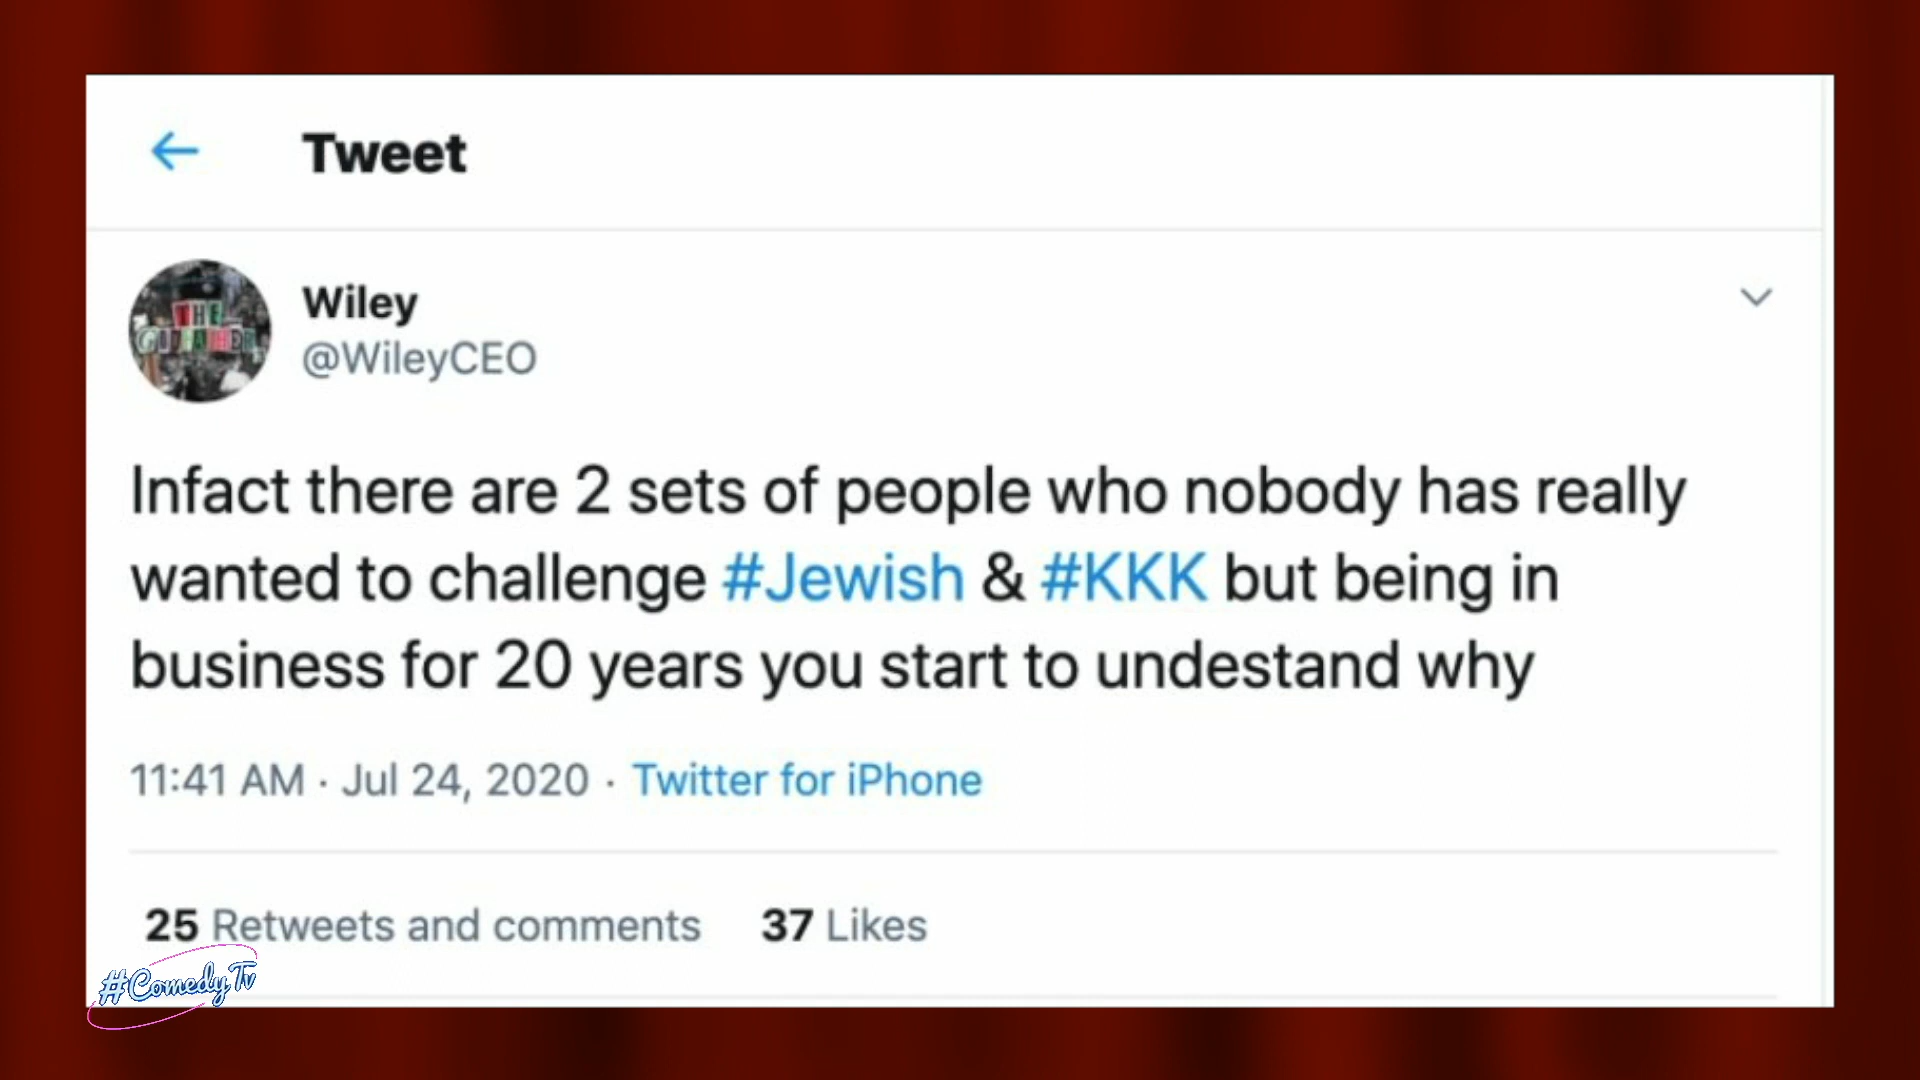 Tweet
THE
GODFATHER
Wiley
@WileyCEO
Infact there are 2 sets of people who nobody has really
wanted to challenge #Jewish & #KKK but being in
business for 20 years you start to undestand why
11:41 AM · Jul 24, 2020 · Twitter for iPhone
25 Retweets and comments 37 Likes
#ComedyTv